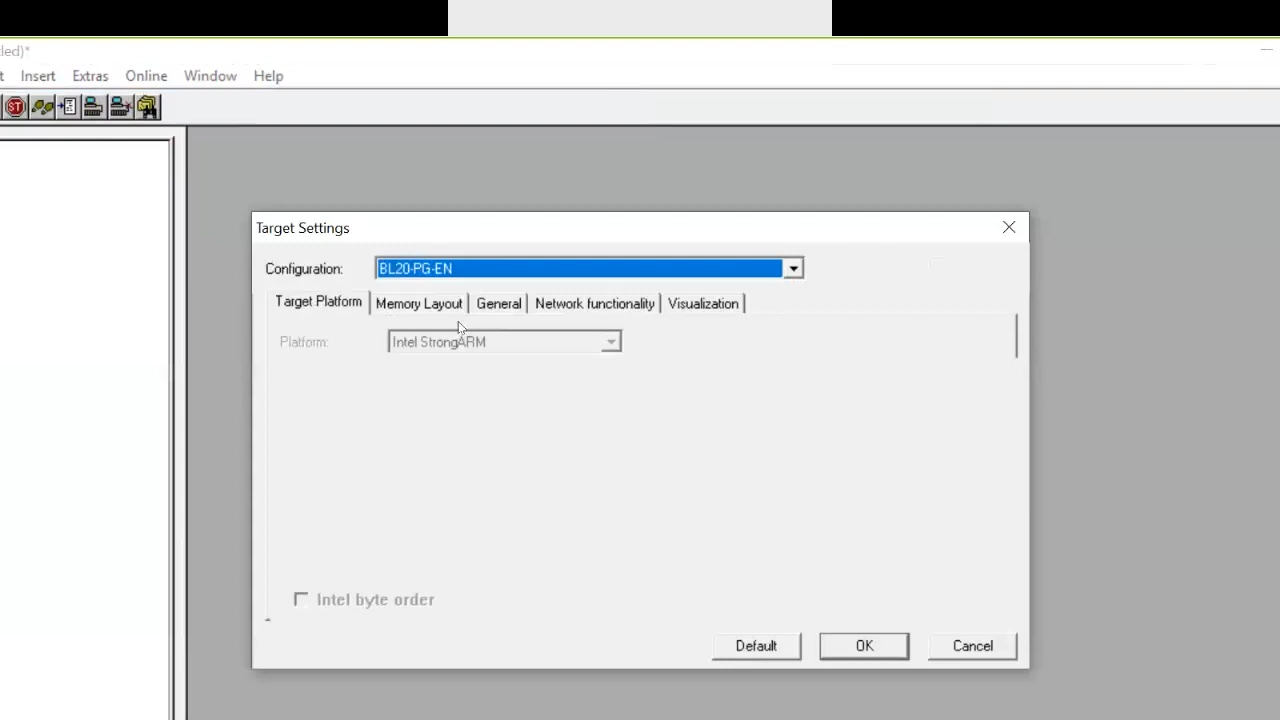 led)*
t Insert Extras Online Window Help
ST
Target Settings
Configuration: BL20-PG-EN
Target Platform Memory Layout General Network functionality Visualization
Platform: Intel StrongARM
Intel byte order
Default OK Cancel